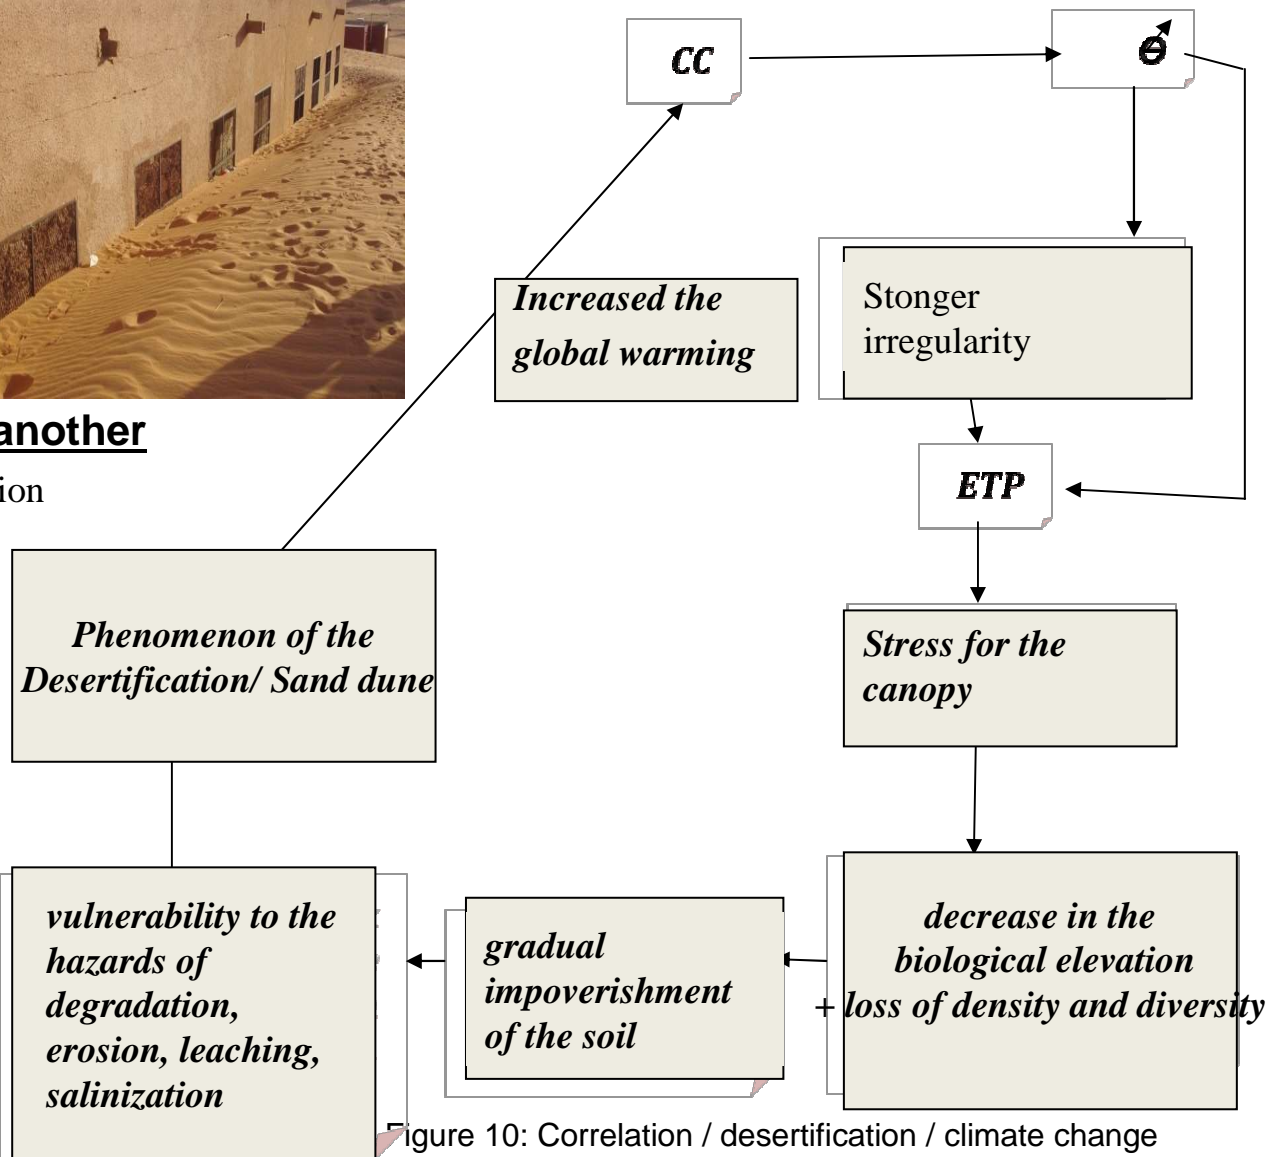 CC
Ѳ
Increased the
global warming
Stonger
irregularity
another
ion
ETP
Phenomenon of the
Desertification/ Sand dune
Stress for the
canopy
vulnerability to the
hazards of
degradation,
erosion, leaching,
salinization
gradual
impoverishment
of the soil
decrease in the
biological elevation
+ loss of density and diversity
Figure 10: Correlation / desertification / climate change